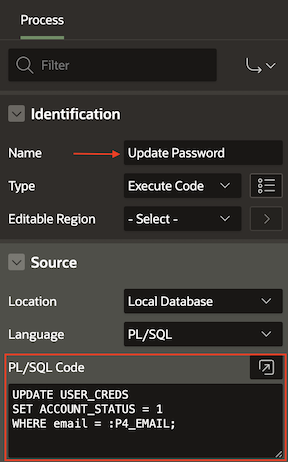 Process
Filter
Identification
Name Update Password
Type Execute Code
Editable Region - Select -
Source
Location Local Database
Language PL/SQL
PL/SQL Code
UPDATE USER_CREDS
SET ACCOUNT_STATUS = 1
WHERE email = :P4_EMAIL;